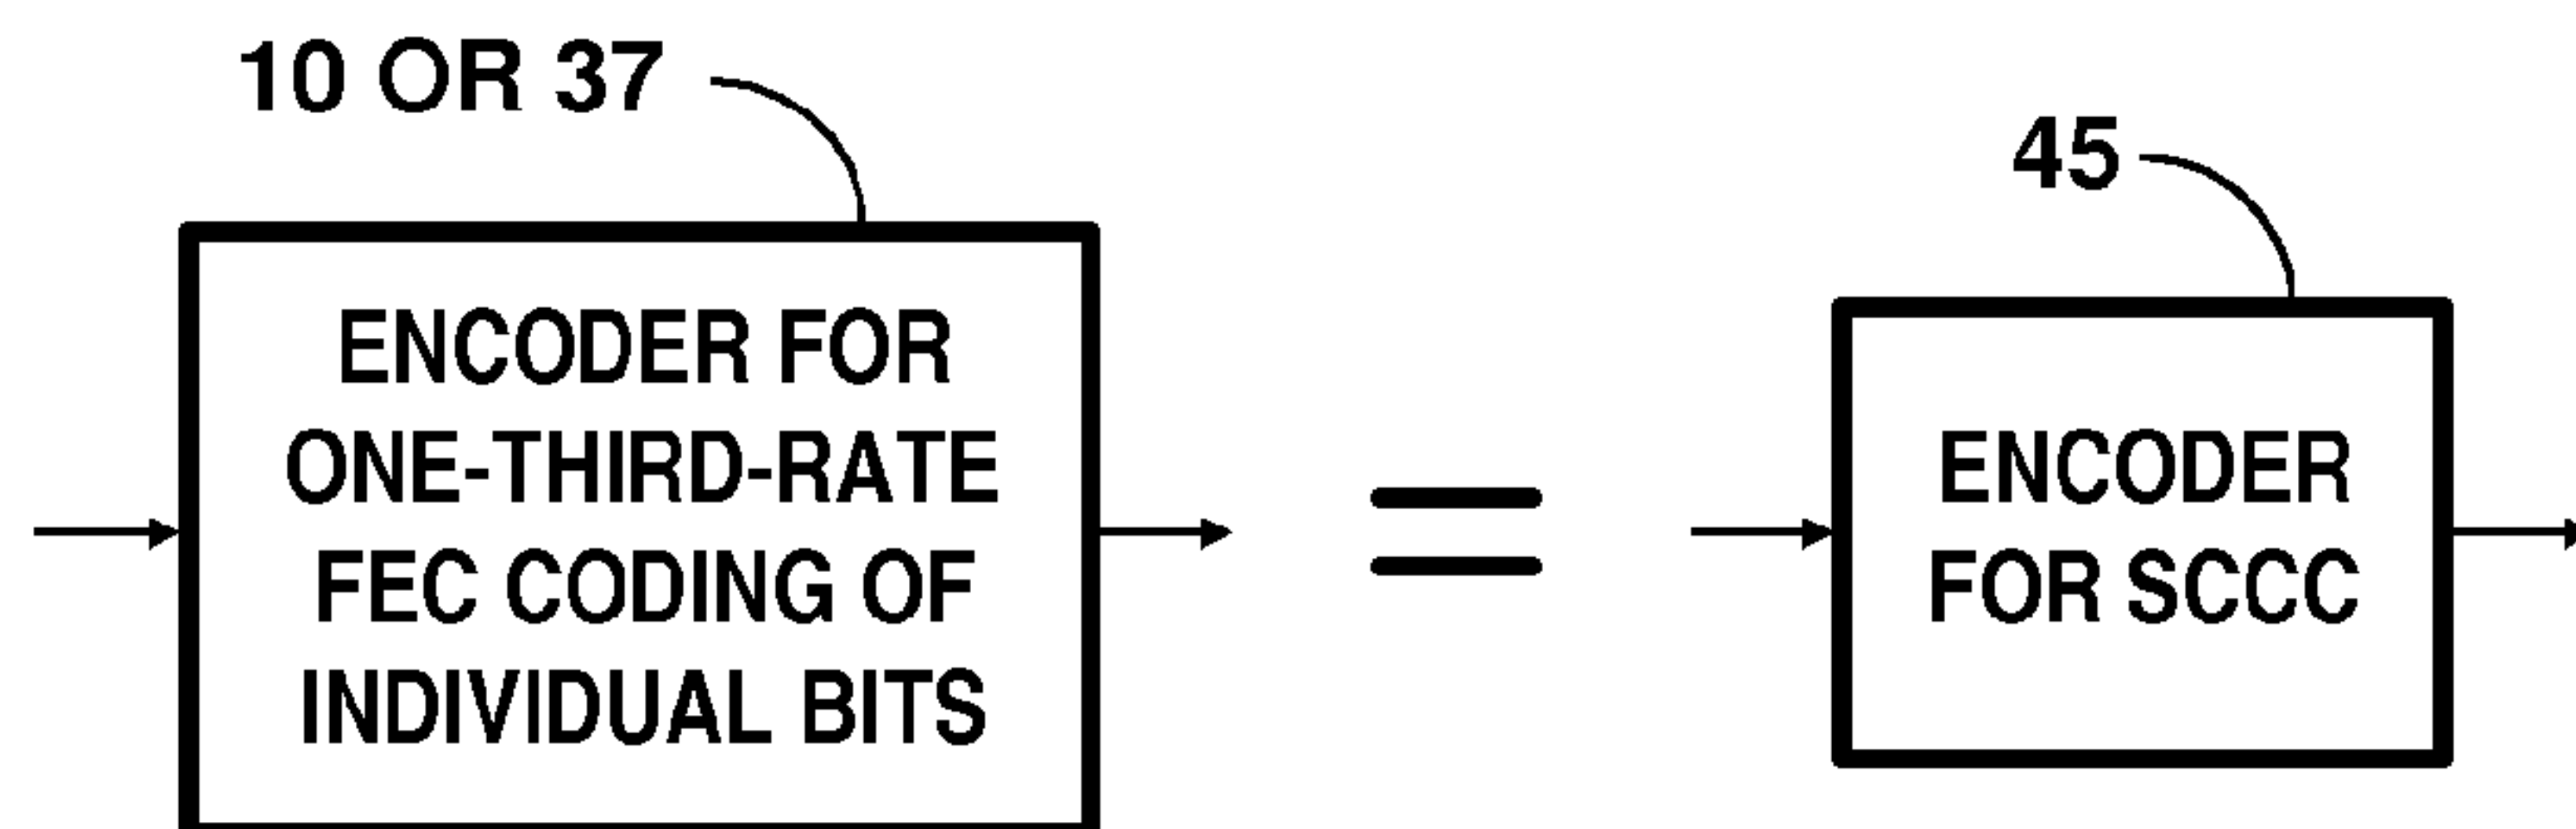 10 OR 37
ENCODER FOR
ONE-THIRD-RATE
FEC CODING OF
INDIVIDUAL BITS
=
45
ENCODER
FOR SCCC